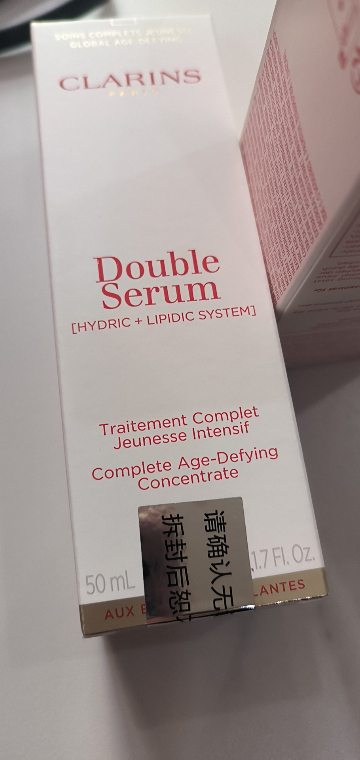 SOINS COMPLETS JEUNESSE
GLOBAL AGE-DEFYING
CLARINS
PARIS
Double
Serum
[HYDRIC + LIPIDIC SYSTEM]
Traitement Complet
Jeunesse Intensif
Complete Age-Defying
Concentrate
50 mL
1.7 Fl. Oz.
请确认无
拆封后恕
AUX
LANTES